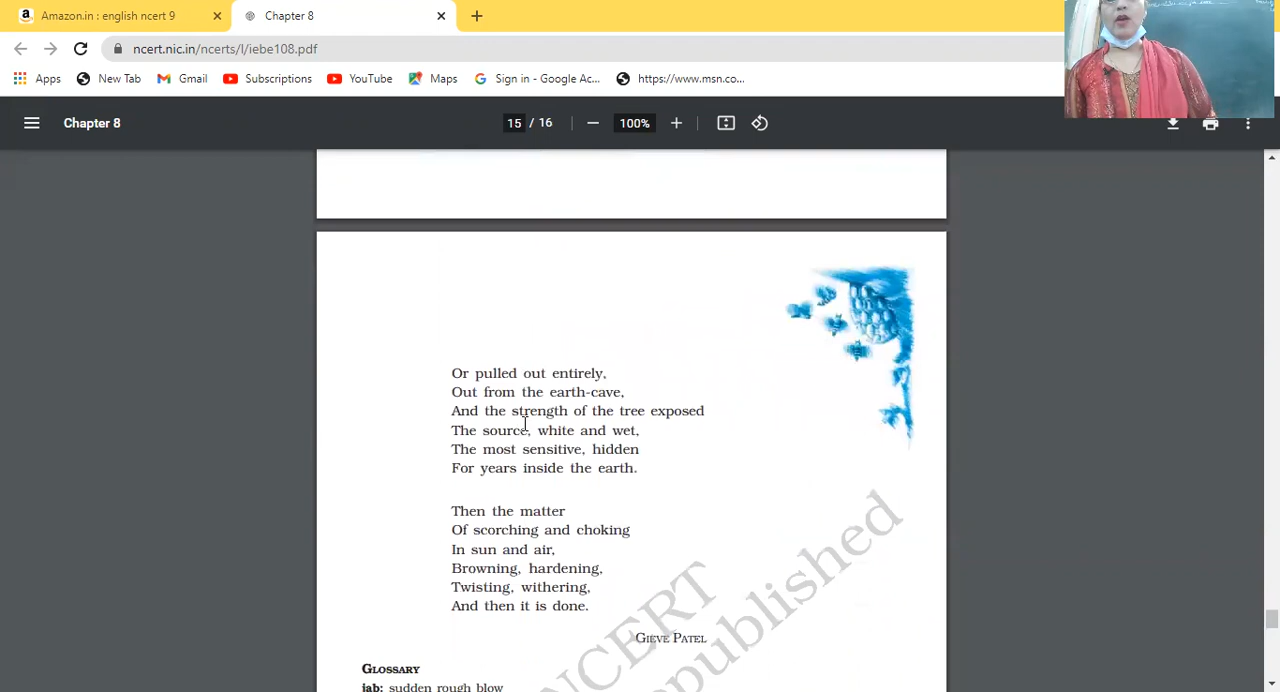 Amazon.in : english ncert 9
Chapter 8
ncert.nic.in/ncerts/l/iebe108.pdf
Apps
New Tab
Gmail
Subscriptions
YouTube
Maps
Sign in - Google Ac...
https://www.msn.co...
Chapter 8
15 / 16
100%
Or pulled out entirely,
Out from the earth-cave,
And the strength of the tree exposed
The source, white and wet,
The most sensitive, hidden
For years inside the earth.
Then the matter
Of scorching and choking
In sun and air,
Browning, hardening,
Twisting, withering,
And then it is done.
GIEVE PATEL
GLOSSARY
jab: sudden rough blow
NCERT
republished